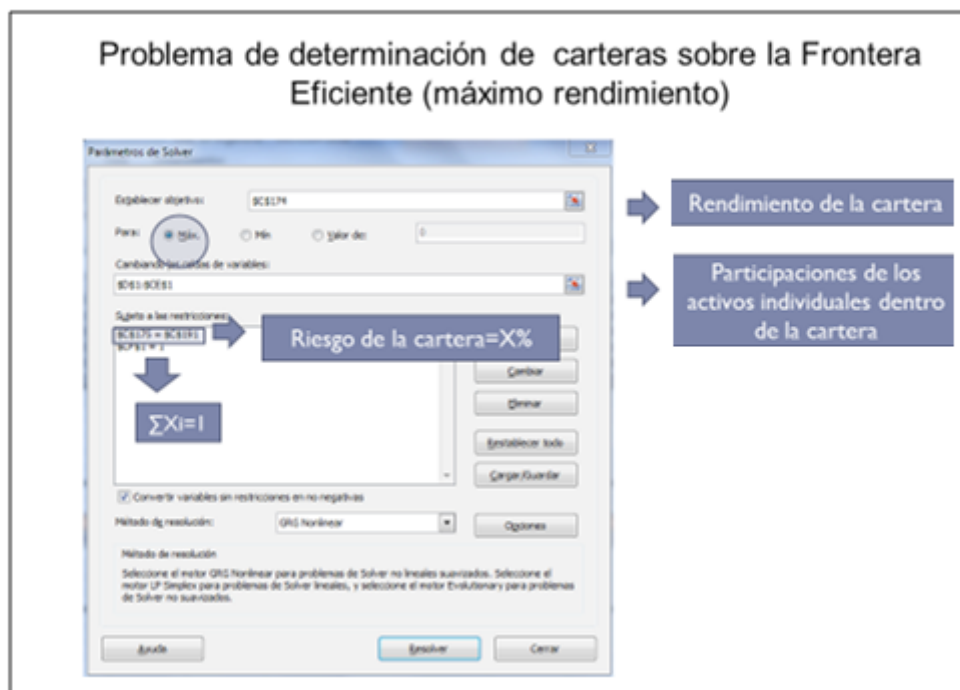 Problema de determinación de carteras sobre la Frontera
Eficiente (máximo rendimiento)
Parámetros de Solver
Establecer objetivo:
$C$174
Para:
Máx.
Mín
Valor de:
0
Cambiando las celdas de variables:
$D$1:$CE$1
Sujeto a las restricciones:
$C$175 = $C$191
= 1
Rendimiento de la cartera
Participaciones de los
activos individuales dentro
de la cartera
Riesgo de la cartera=X%
∑Xi=1
Cambiar
Eliminar
Restablecer todo
Cargar/Guardar
Convertir variables sin restricciones en no negativas
Método de resolución:
GRG Nonlinear
Opciones
Método de resolución
Seleccione el motor GRG Nonlinear para problemas de Solver no lineales suavizados. Seleccione el
motor LP Simplex para problemas de Solver lineales, y seleccione el motor Evolutionary para problemas
de Solver no suavizados.
Ayuda
Resolver
Cerrar